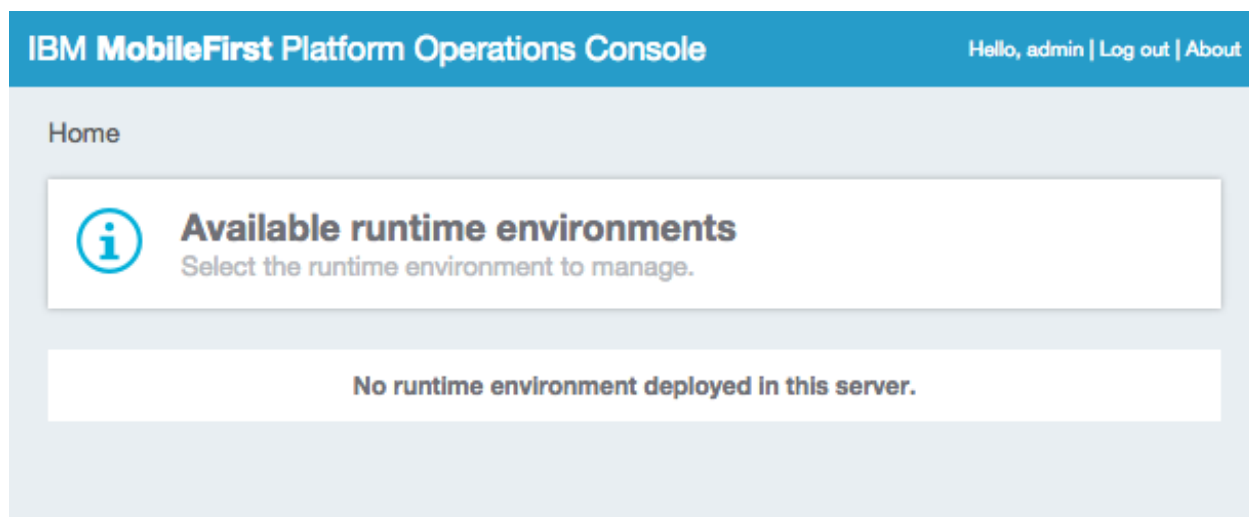 IBM MobileFirst Platform Operations Console
Hello, admin | Log out | About
Home
Available runtime environments
Select the runtime environment to manage.
No runtime environment deployed in this server.